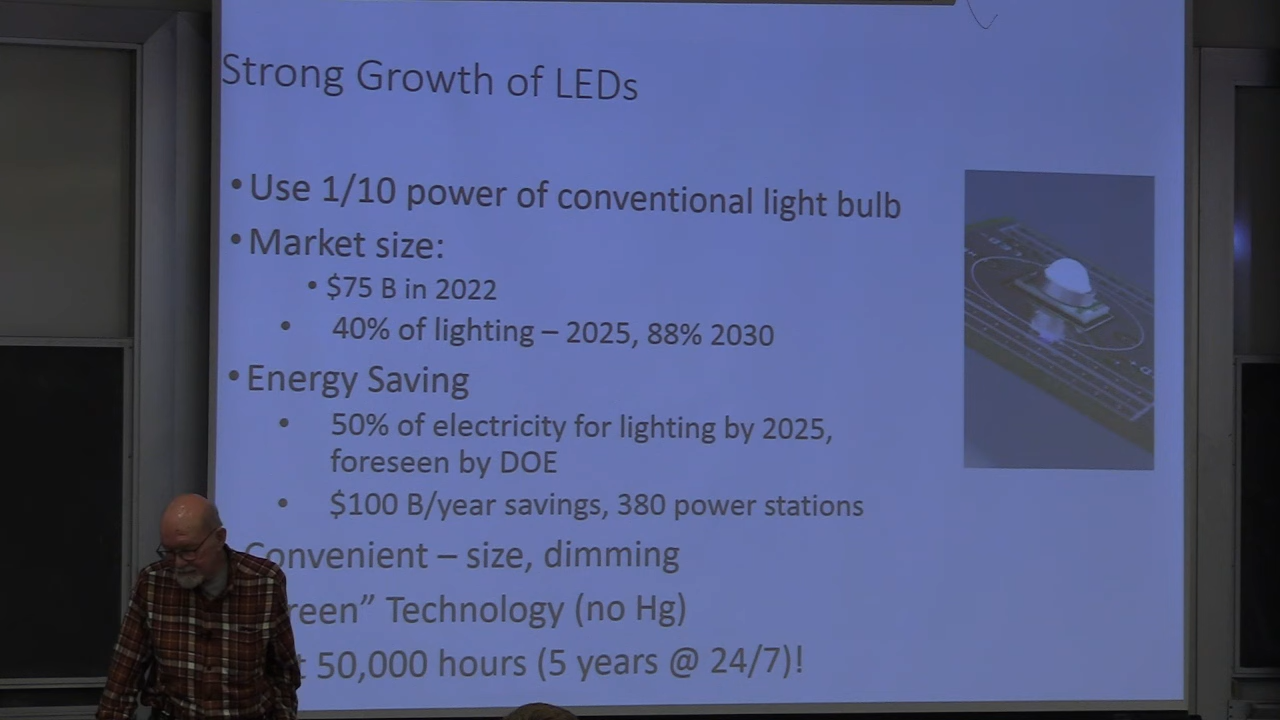 Strong Growth of LEDs
• Use 1/10 power of conventional light bulb
• Market size:
• $75 B in 2022
• 40% of lighting – 2025, 88% 2030
• Energy Saving
• 50% of electricity for lighting by 2025,
foreseen by DOE
• $100 B/year savings, 380 power stations
Convenient – size, dimming
reen” Technology (no Hg)
t 50,000 hours (5 years @ 24/7)!